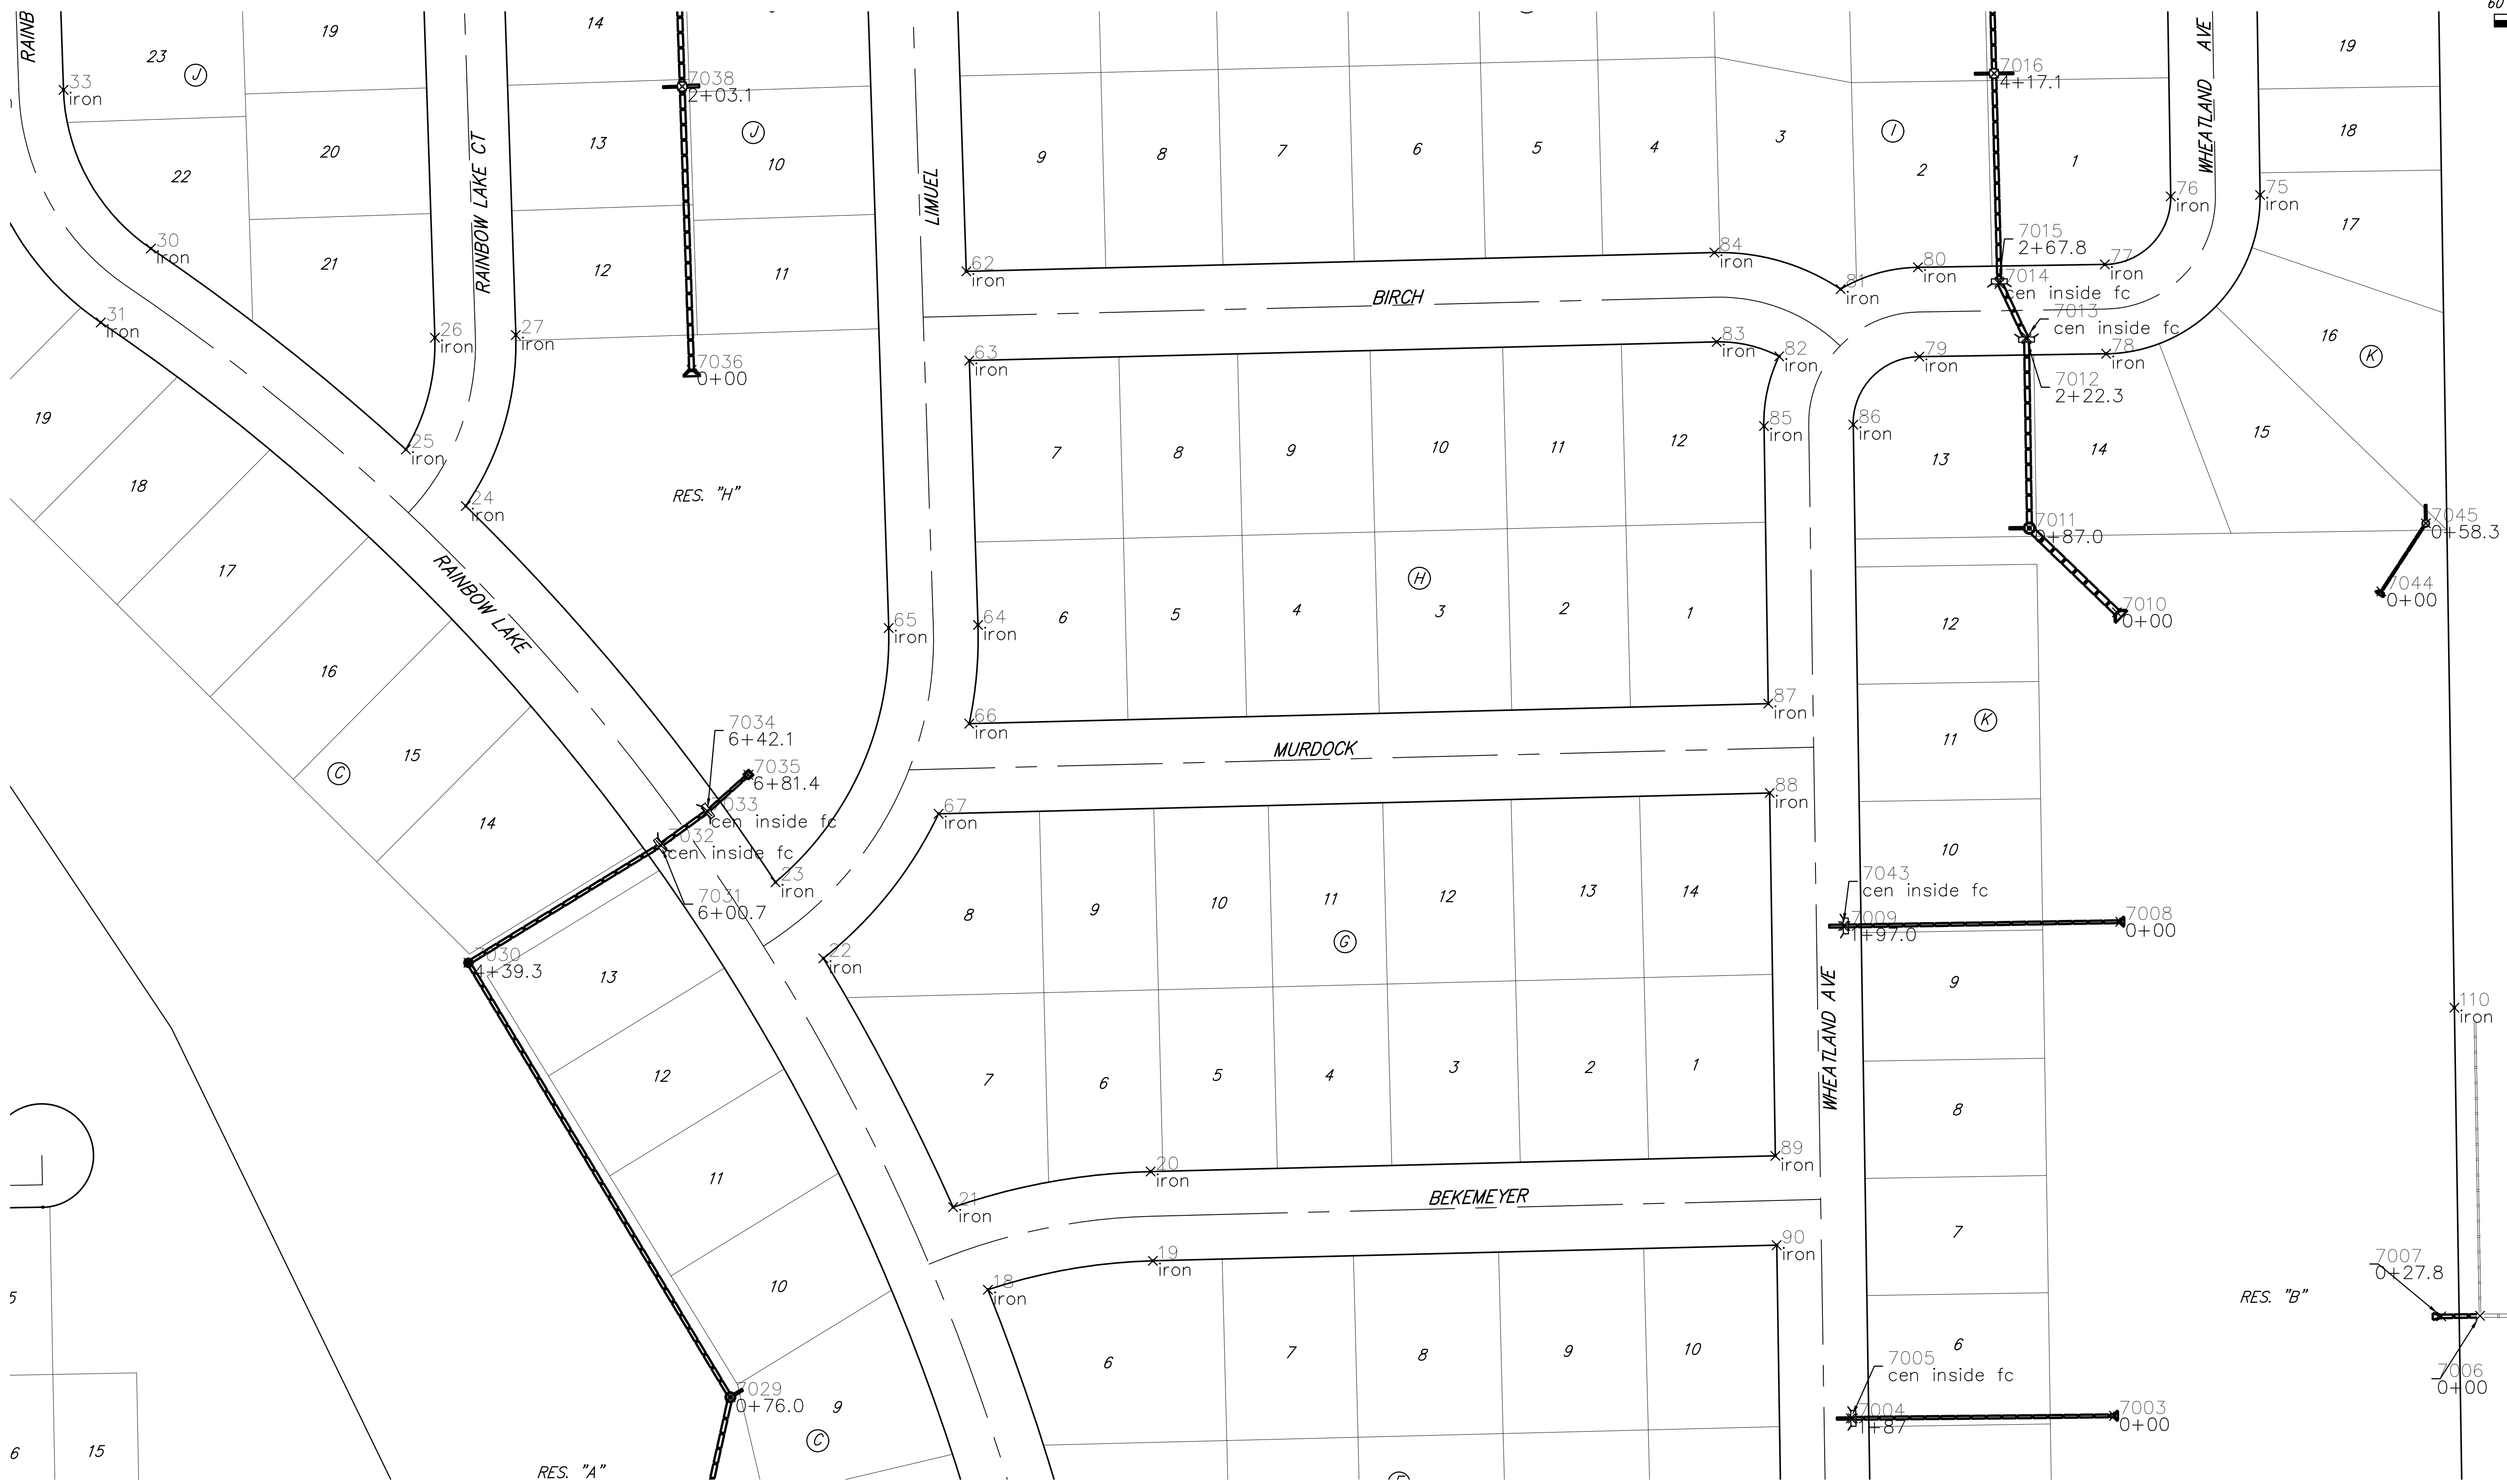 60
RAINB
23
J
19
14
33
iron
7038
2+03.1
7016
4+17.1
WHEATLAND AVE
19
22
20
RAINBOW LAKE CT
13
J
10
LIMUEL
9
8
7
6
5
4
3
I
2
1
18
76
iron
75
iron
17
30
iron
21
12
11
62
iron
84
iron
81
iron
80
iron
77
iron
7015
2+67.8
7014
cen inside fc
7013
cen inside fc
BIRCH
31
iron
26
iron
27
iron
7036
0+00
63
iron
83
iron
82
iron
79
iron
78
iron
7012
2+22.3
16
K
19
18
25
iron
24
iron
RES. "H"
7
8
9
10
11
12
85
iron
86
iron
13
14
15
7011
0+87.0
7045
0+58.3
7044
0+00
7010
0+00
17
RAINBOW LAKE
16
15
C
14
65
iron
64
iron
66
iron
6
5
4
H
3
2
1
87
iron
12
K
11
10
MURDOCK
7034
6+42.1
7035
6+81.4
7033
cen inside fc
7032
cen inside fc
7031
6+00.7
23
iron
67
iron
88
iron
7030
4+39.3
22
iron
8
9
10
11
12
13
14
G
7043
cen inside fc
7009
1+97.0
7008
0+00
13
12
11
10
9
C
7
6
5
4
3
2
1
WHEATLAND AVE
9
8
7
6
110
iron
21
iron
20
iron
89
iron
BEKEMEYER
18
iron
19
iron
90
iron
6
7
8
9
10
7005
cen inside fc
7004
1+87
7003
0+00
RES. "B"
7007
0+27.8
7006
0+00
7029
0+76.0
5
6
15
RES. "A"